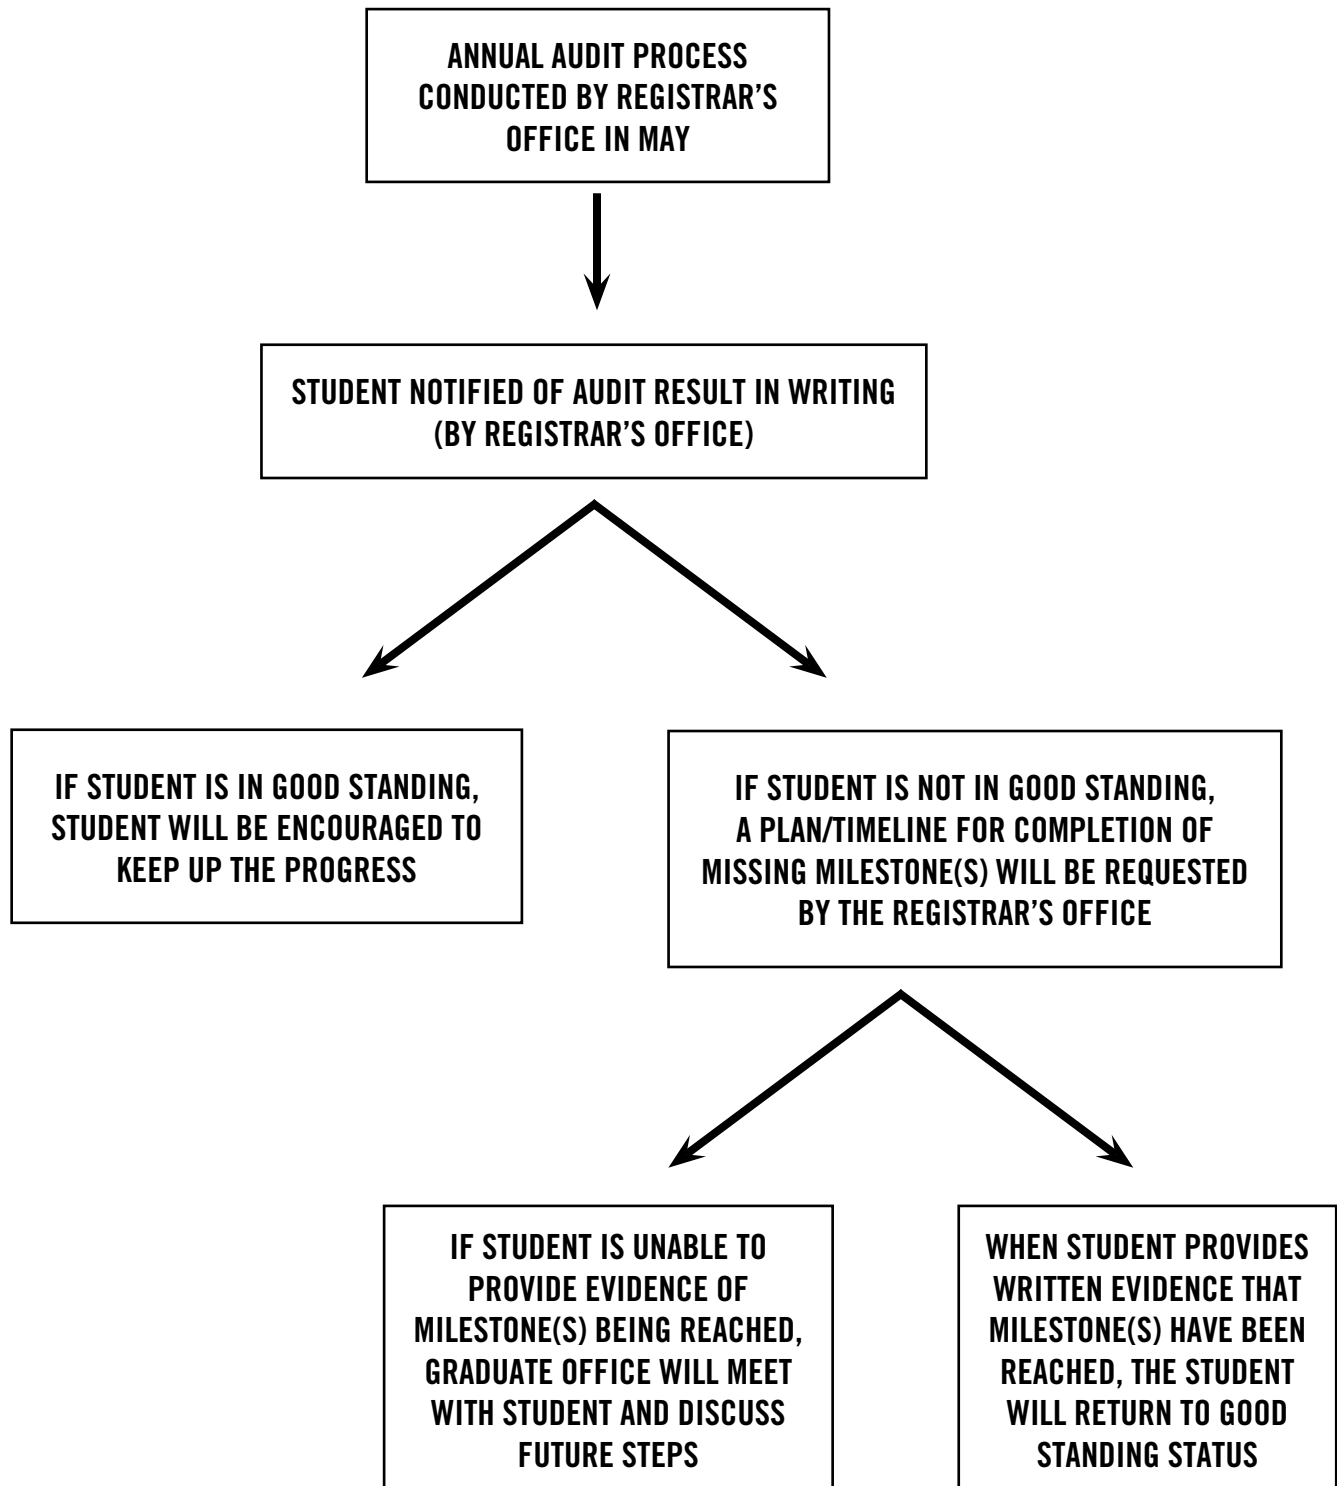 ANNUAL AUDIT PROCESS
CONDUCTED BY REGISTRAR’S
OFFICE IN MAY
STUDENT NOTIFIED OF AUDIT RESULT IN WRITING
(BY REGISTRAR’S OFFICE)
IF STUDENT IS IN GOOD STANDING,
STUDENT WILL BE ENCOURAGED TO
KEEP UP THE PROGRESS
IF STUDENT IS NOT IN GOOD STANDING,
A PLAN/TIMELINE FOR COMPLETION OF
MISSING MILESTONE(S) WILL BE REQUESTED
BY THE REGISTRAR’S OFFICE
IF STUDENT IS UNABLE TO
PROVIDE EVIDENCE OF
MILESTONE(S) BEING REACHED,
GRADUATE OFFICE WILL MEET
WITH STUDENT AND DISCUSS
FUTURE STEPS
WHEN STUDENT PROVIDES
WRITTEN EVIDENCE THAT
MILESTONE(S) HAVE BEEN
REACHED, THE STUDENT
WILL RETURN TO GOOD
STANDING STATUS